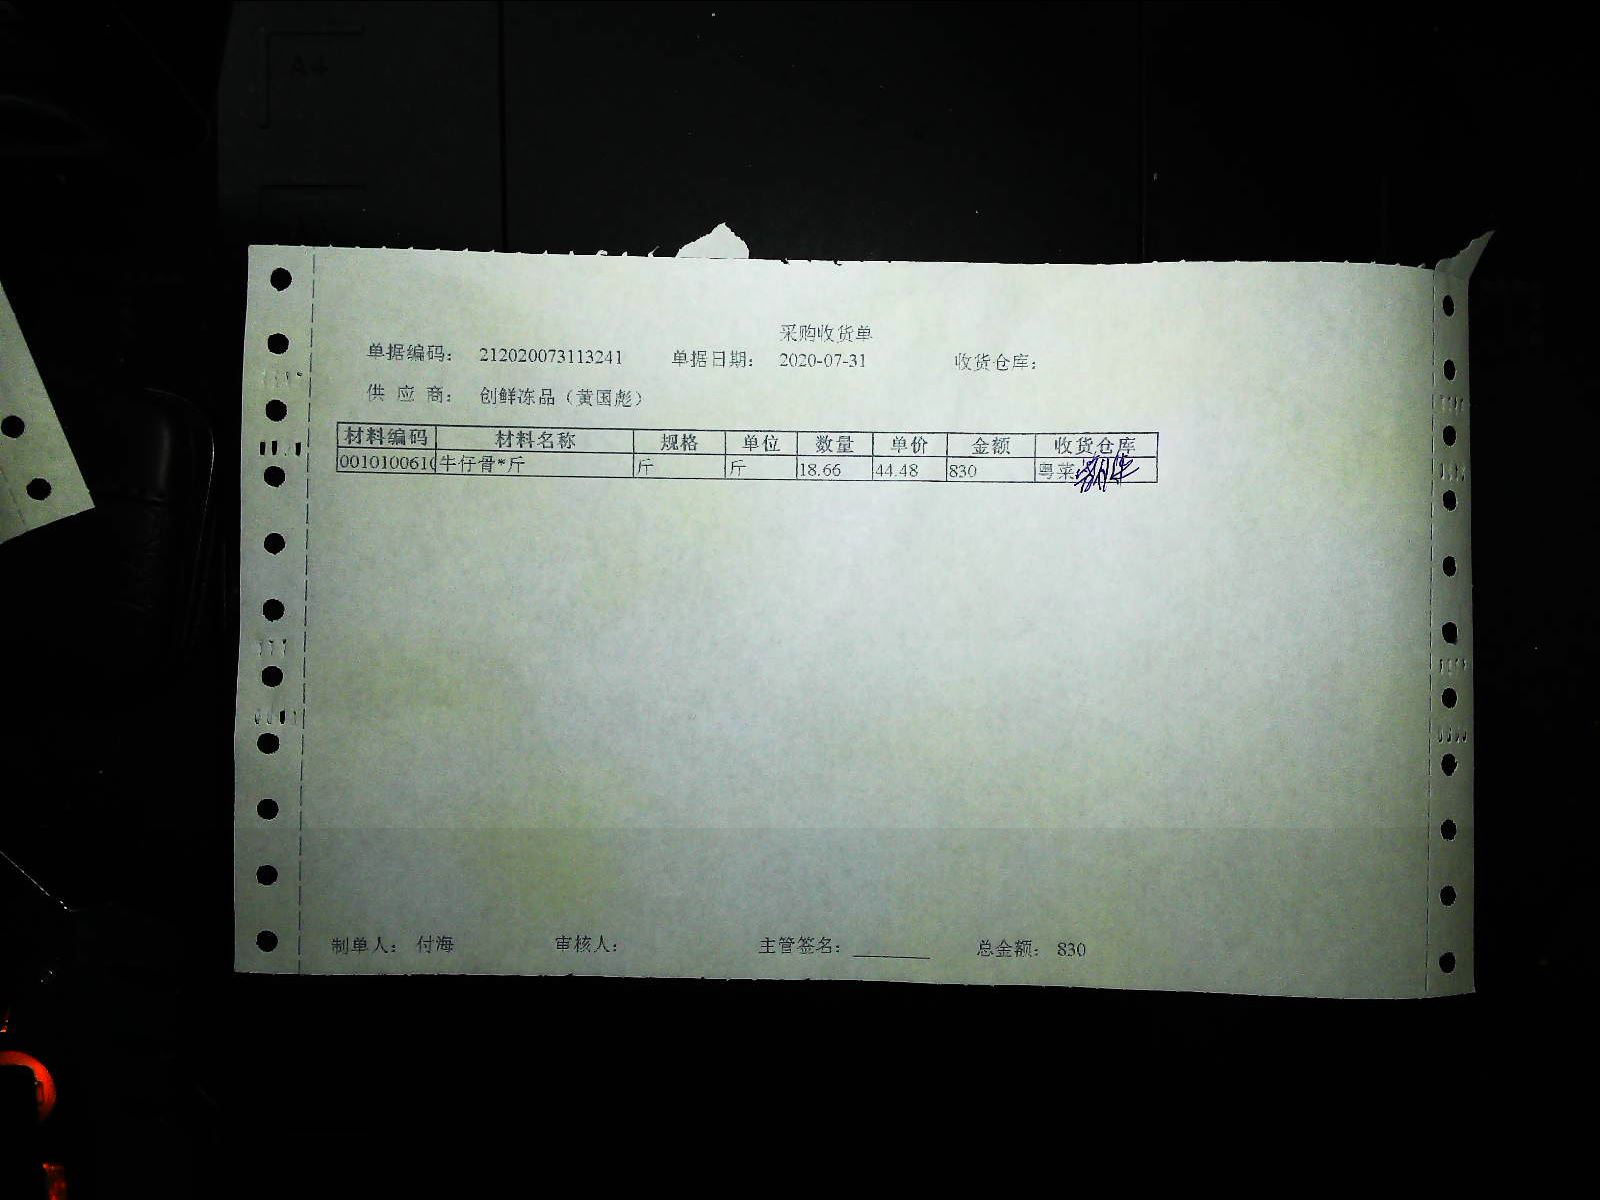 采购收货单
单据编码： 212020073113241 单据日期： 2020-07-31 收货仓库：
供 应 商： 创鲜冻品（黄国彪）
材料编码 材料名称 规格 单位 数量 单价 金额 收货仓库
0010100610 牛仔骨*斤 斤 斤 18.66 44.48 830 粤菜
制单人： 付海 审核人： 主管签名： 总金额： 830